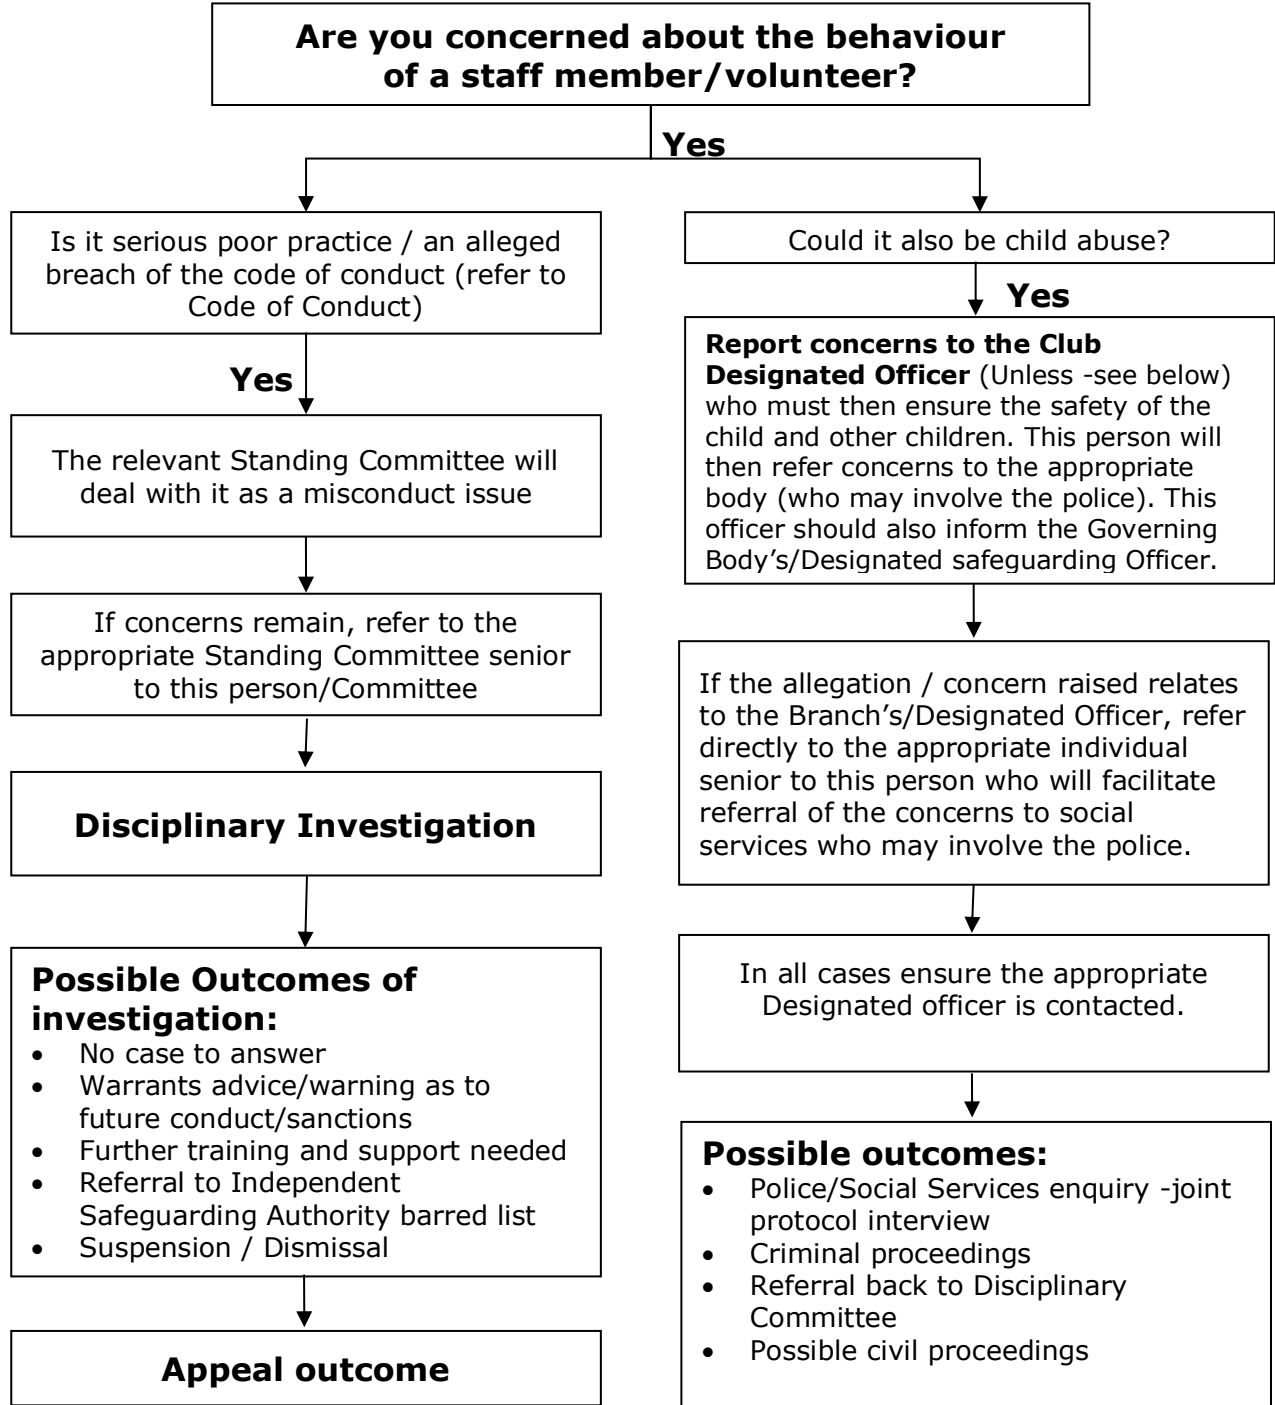 Are you concerned about the behaviour
of a staff member/volunteer?
Yes
Is it serious poor practice / an alleged
breach of the code of conduct (refer to
Code of Conduct)
Yes
The relevant Standing Committee will
deal with it as a misconduct issue
If concerns remain, refer to the
appropriate Standing Committee senior
to this person/Committee
Disciplinary Investigation
Possible Outcomes of
investigation:
• No case to answer
• Warrants advice/warning as to
future conduct/sanctions
• Further training and support needed
• Referral to Independent
Safeguarding Authority barred list
• Suspension / Dismissal
Appeal outcome
Could it also be child abuse?
Yes
Report concerns to the Club
Designated Officer (Unless -see below)
who must then ensure the safety of the
child and other children. This person will
then refer concerns to the appropriate
body (who may involve the police). This
officer should also inform the Governing
Body's/Designated safeguarding Officer.
If the allegation / concern raised relates
to the Branch's/Designated Officer, refer
directly to the appropriate individual
senior to this person who will facilitate
referral of the concerns to social
services who may involve the police.
In all cases ensure the appropriate
Designated officer is contacted.
Possible outcomes:
• Police/Social Services enquiry -joint
protocol interview
• Criminal proceedings
• Referral back to Disciplinary
Committee
• Possible civil proceedings